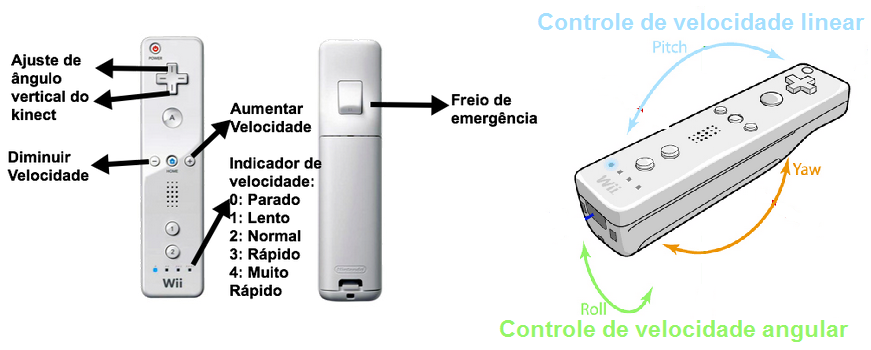 Ajuste de
ângulo
vertical do
kinect
Diminuir
Velocidade
POWER
A
HOME
1
2
Wii
Aumentar
Velocidade
Indicador de
velocidade:
0: Parado
1: Lento
2: Normal
3: Rápido
4: Muito
Rápido
Freio de
emergência
Controle de velocidade linear
Pitch
Yaw
Wii
Roll
Controle de velocidade angular